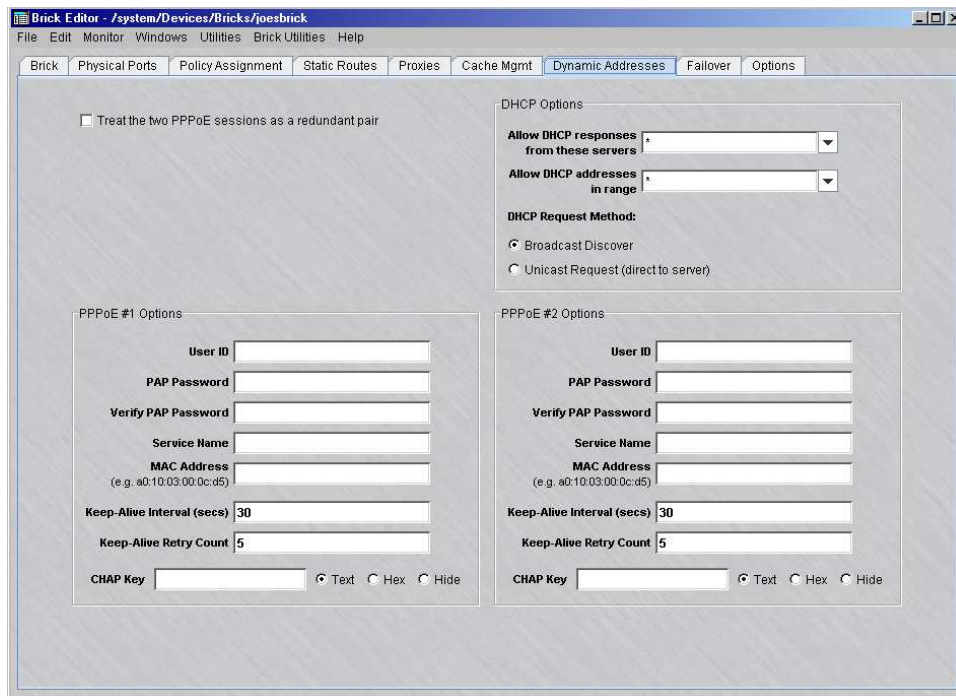 Brick Editor - /system/Devices/Bricks/joesbrick
File Edit Monitor Windows Utilities Brick Utilities Help
Brick Physical Ports Policy Assignment Static Routes Proxies Cache Mgmt Dynamic Addresses Failover Options
Treat the two PPPoE sessions as a redundant pair
DHCP Options
Allow DHCP responses
from these servers *
Allow DHCP addresses
in range *
DHCP Request Method:
Broadcast Discover
Unicast Request (direct to server)
PPPoE #1 Options
User ID
PAP Password
Verify PAP Password
Service Name
MAC Address
(e.g. a0:10:03:00:0c:d5)
Keep-Alive Interval (secs) 30
Keep-Alive Retry Count 5
CHAP Key Text Hex Hide
PPPoE #2 Options
User ID
PAP Password
Verify PAP Password
Service Name
MAC Address
(e.g. a0:10:03:00:0c:d5)
Keep-Alive Interval (secs) 30
Keep-Alive Retry Count 5
CHAP Key Text Hex Hide